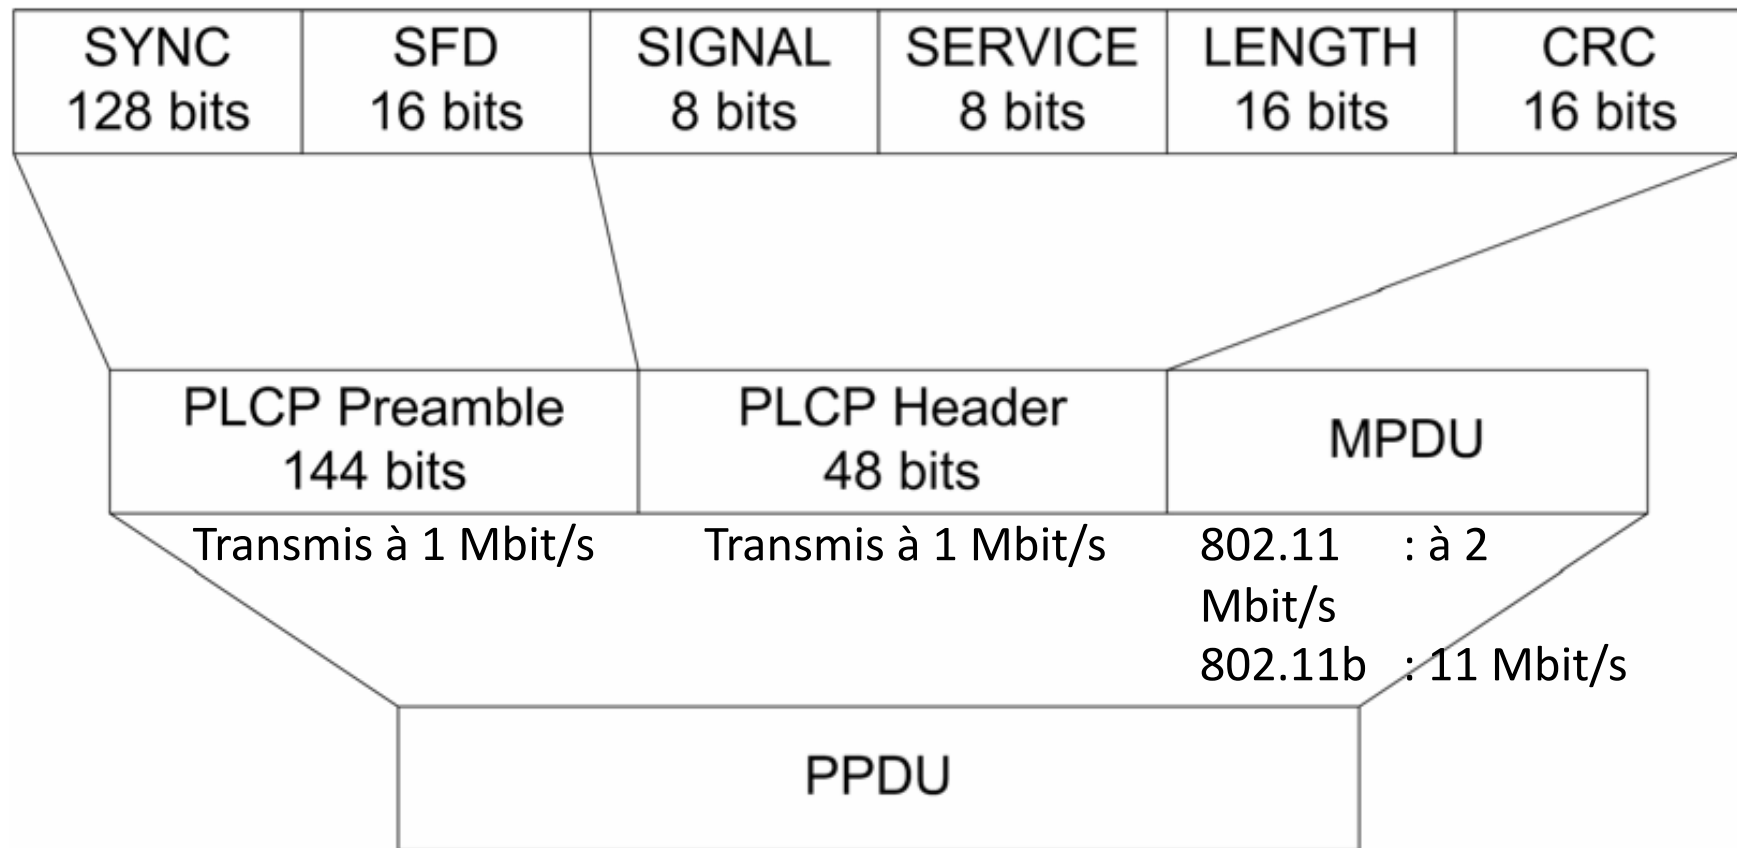 SYNC SFD SIGNAL SERVICE LENGTH CRC
128 bits 16 bits 8 bits 8 bits 16 bits 16 bits
PLCP Preamble PLCP Header MPDU
144 bits 48 bits
Transmis à 1 Mbit/s Transmis à 1 Mbit/s 802.11 : à 2
Mbit/s
802.11b : 11 Mbit/s
PPDU